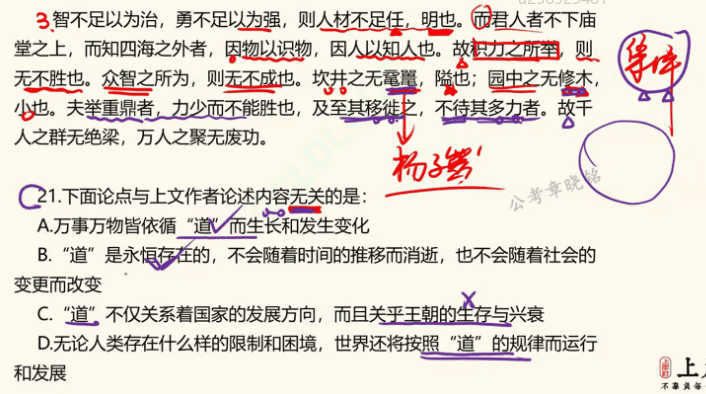 3.智不足以为治，勇不足以为强，则人材不足任，明也。而君人者不下庙
堂之上，而知四海之外者，因物以识物，因人以知人也。故积力之所举，则
无不胜也。众智之所为，则无不成也。坎井之无鼋鼍，隘也；园中之无修木，
小也。夫举重鼎者，力少而不能胜也，及至其移徙之，不待其多力者。故千
人之群无绝梁，万人之聚无废功。
杨子鳄
公考章晓铭
C21.下面论点与上文作者论述内容无关的是：
A.万事万物皆依循“道”而生长和发生变化
B.“道”是永恒存在的，不会随着时间的推移而消逝，也不会随着社会的
变更而改变
C.“道”不仅关系着国家的发展方向，而且关乎王朝的生存与兴衰
D.无论人类存在什么样的限制和困境，世界还将按照“道”的规律而运行
和发展
上
不辜负每